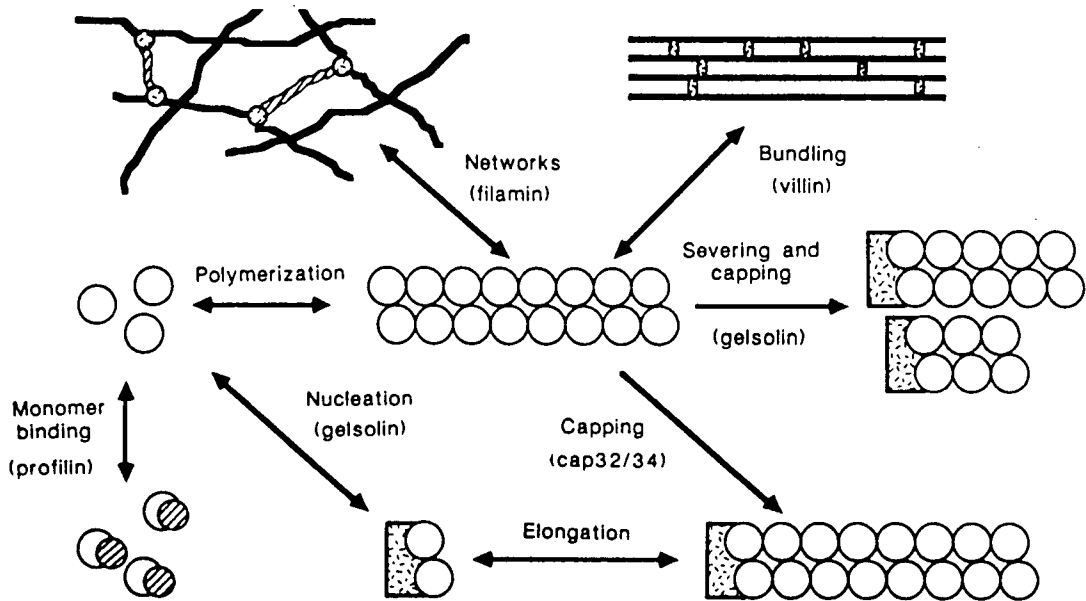 Networks
(filamin)
Bundling
(villin)
Polymerization
Severing and
capping
(gelsolin)
Monomer
binding
(profilin)
Nucleation
(gelsolin)
Capping
(cap32/34)
Elongation